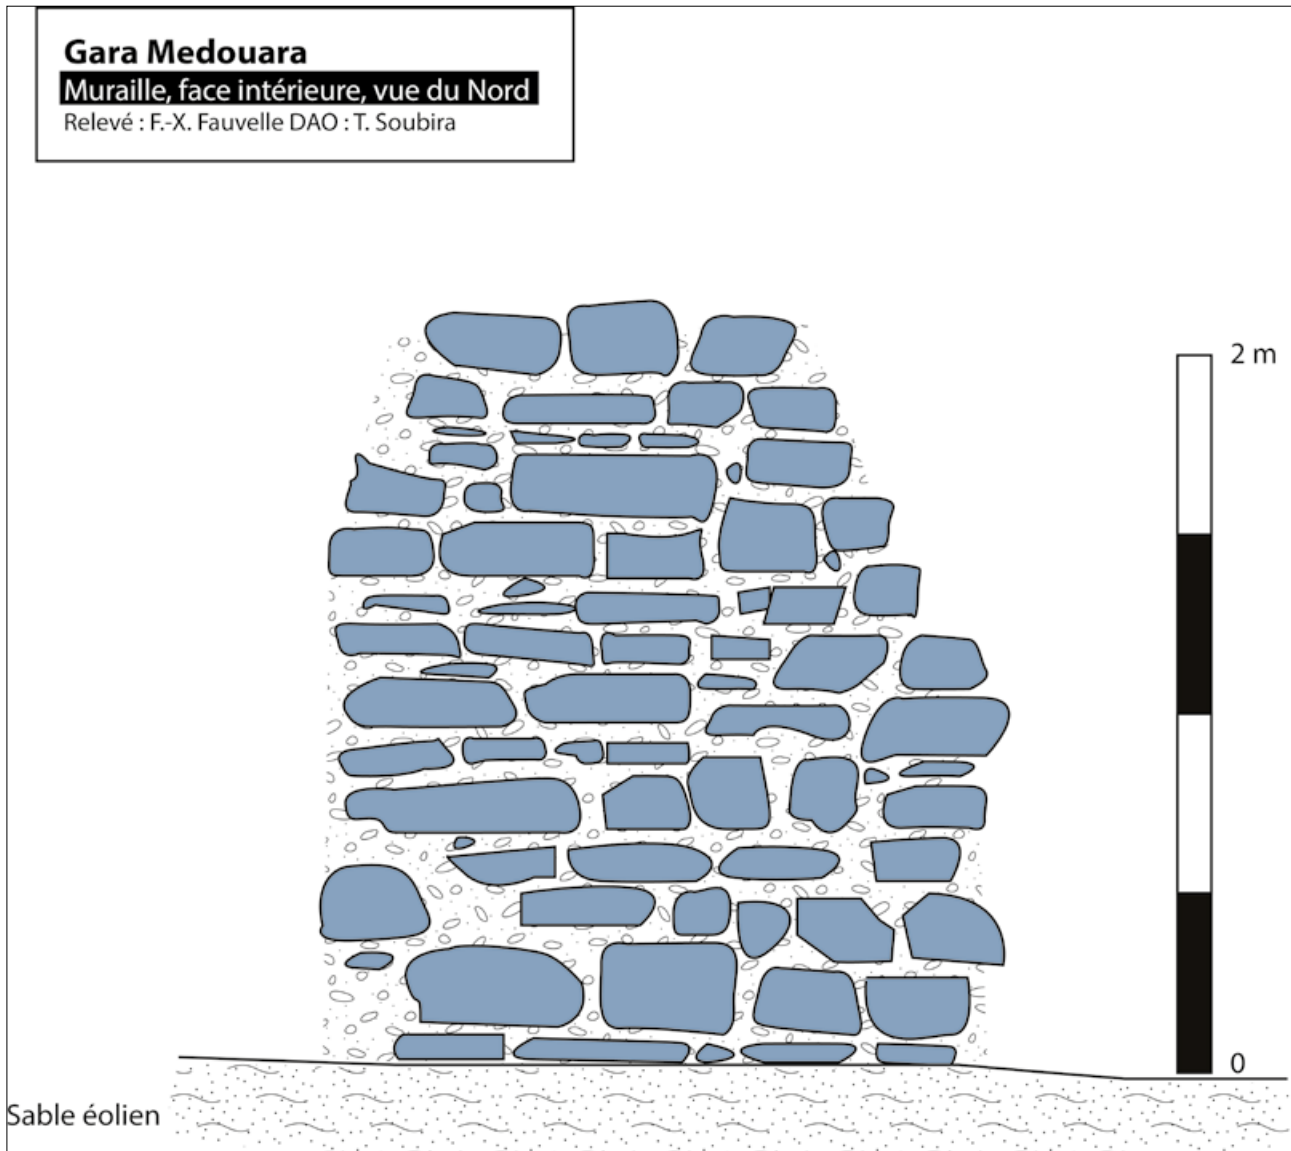 Gara Medouara
Muraille, face intérieure, vue du Nord
Relevé : F.-X. Fauvelle DAO : T. Soubira
2 m
0
Sable éolien